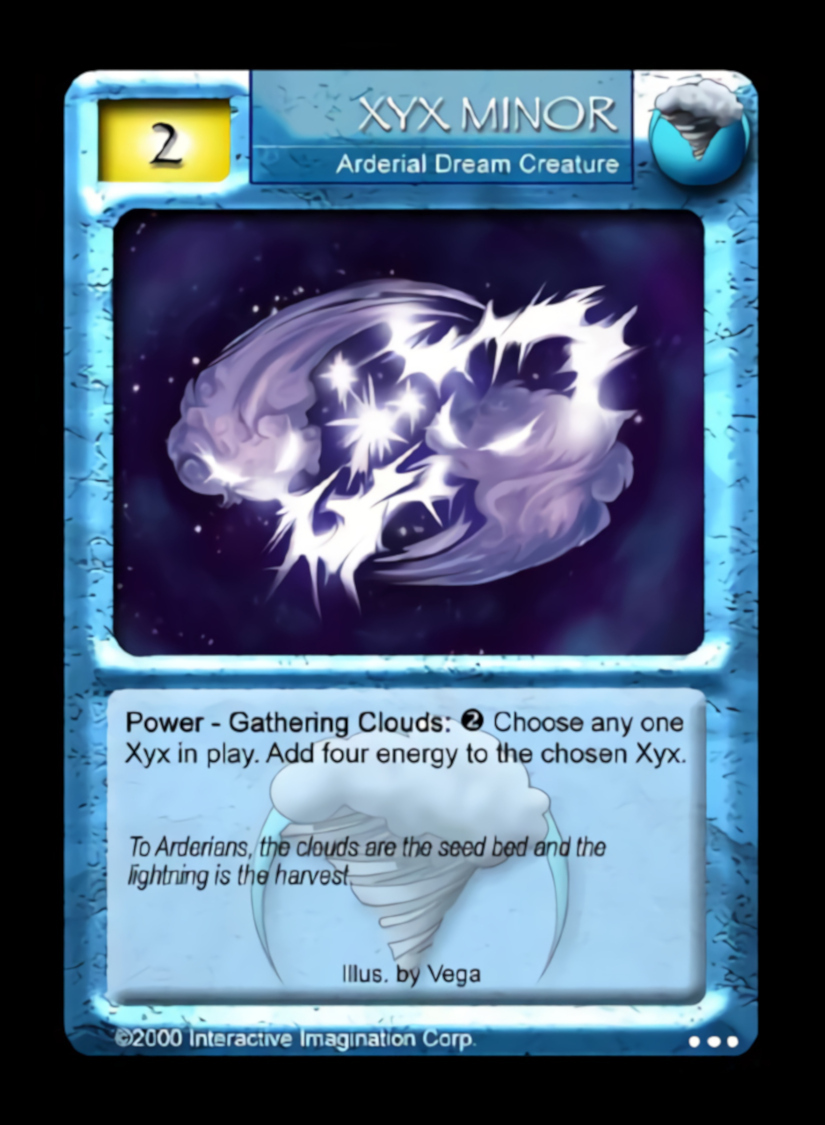 2
XYX MINOR
Arderial Dream Creature
Power - Gathering Clouds: ❷ Choose any one
Xyx in play. Add four energy to the chosen Xyx.
To Arderians, the clouds are the seed bed and the
lightning is the harvest.
Illus. by Vega
©2000 Interactive Imagination Corp.